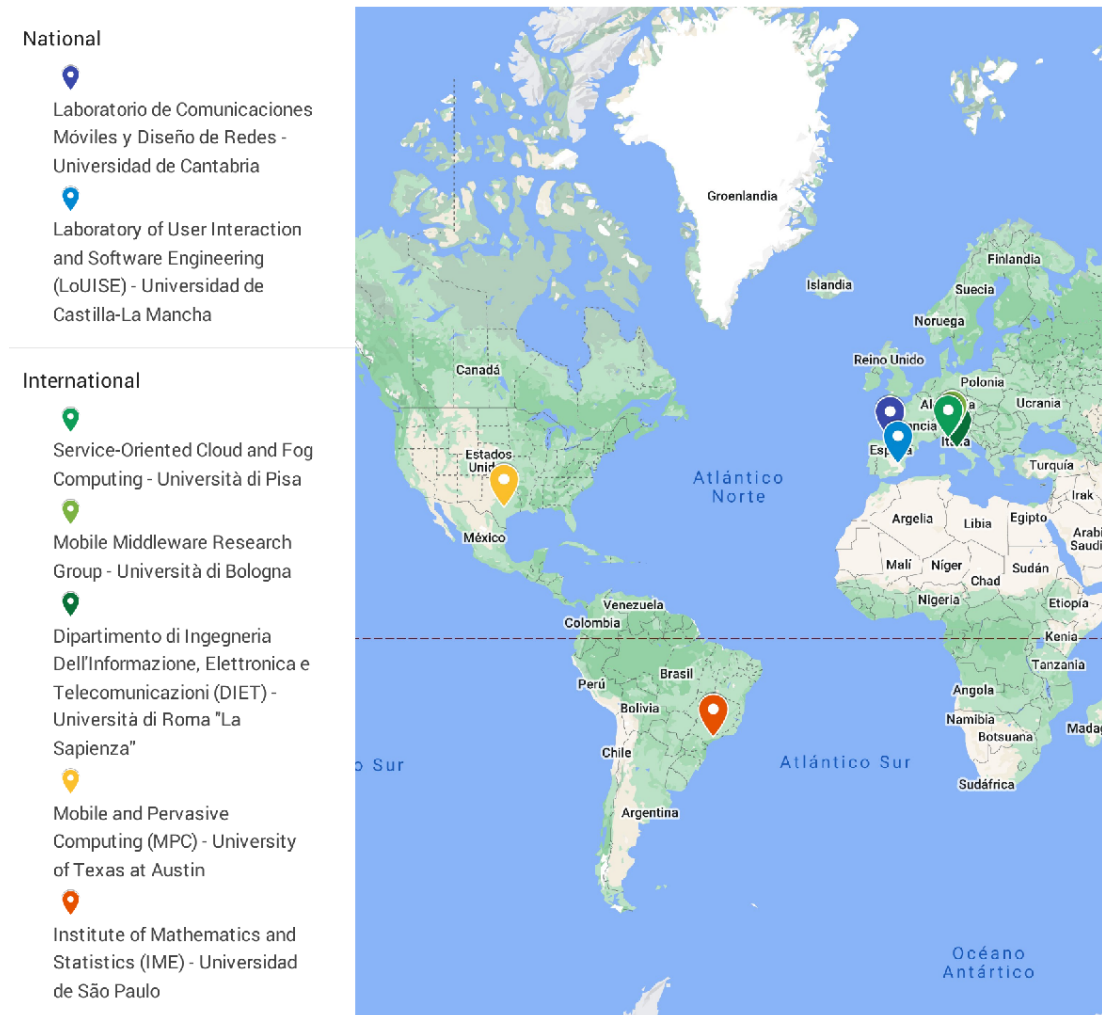 National
Laboratorio de Comunicaciones
Móviles y Diseño de Redes -
Universidad de Cantabria
Laboratory of User Interaction
and Software Engineering
(LoUISE) - Universidad de
Castilla-La Mancha
International
Service-Oriented Cloud and Fog
Computing - Università di Pisa
Mobile Middleware Research
Group - Università di Bologna
Dipartimento di Ingegneria
Dell'Informazione, Elettronica e
Telecomunicazioni (DIET) -
Università di Roma "La
Sapienza"
Mobile and Pervasive
Computing (MPC) - University
of Texas at Austin
Institute of Mathematics and
Statistics (IME) - Universidad
de São Paulo
Groenlandia
Finlandia
Islandia
Suecia
Noruega
Reino Unido
Canadá
Polonia
Ucrania
Estados
Turquía
Atlántico
Norte
Irak
Argelia
Libia
Egipto
México
Malí
Níger
Sudán
Chad
Venezuela
Nigeria
Etiopía
Colombia
Kenia
Tanzania
Brasil
Perú
Angola
Bolivia
Namibia
Botsuana
Chile
o Sur
Atlántico Sur
Sudáfrica
Argentina
Océano
Antártico